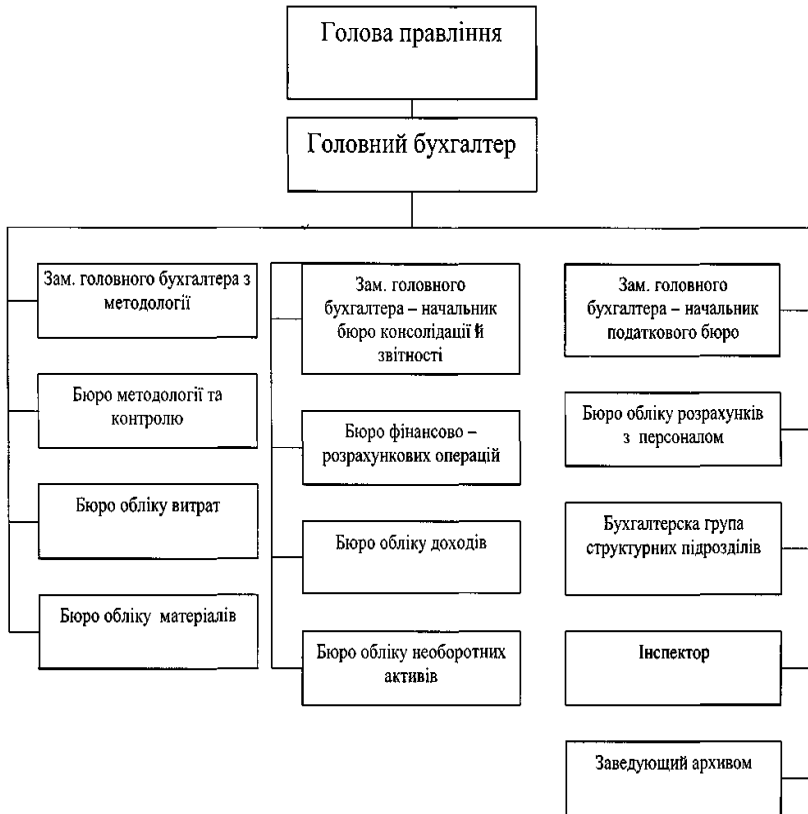 Голова правління
Головний бухгалтер
Зам. головного бухгалтера з
методології
Бюро методології та
контролю
Бюро обліку витрат
Бюро обліку матеріалів
Зам. головного
бухгалтера – начальник
бюро консолідації й
звітності
Бюро фінансово –
розрахункових операцій
Бюро обліку доходів
Бюро обліку необоротних
активів
Зам. головного
бухгалтера – начальник
податкового бюро
Бюро обліку розрахунків
з персоналом
Бухгалтерска група
структурних підрозділів
Інспектор
Заведующий архивом